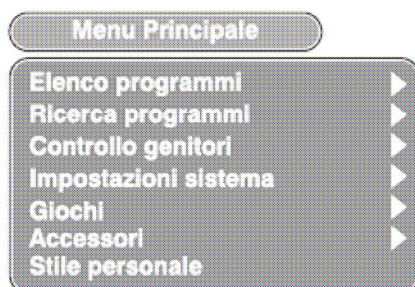 Menu Principale
Elenco programmi
Ricerca programmi
Controllo genitori
Impostazioni sistema
Giochi
Accessori
Stile personale